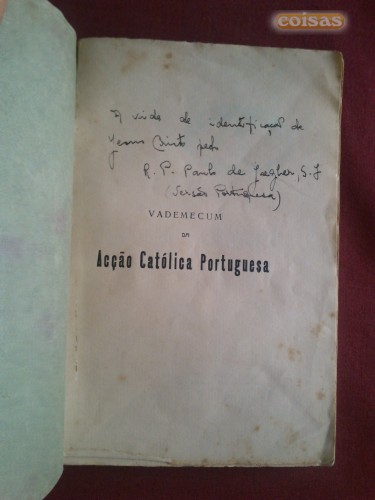 coisas
A vida de identificação de
Jesus Cristo pelo
R. P. Paulo de Jaegher, S. J
(Versão Portuguesa)
VADEMECUM
DA
Acção Católica Portuguesa